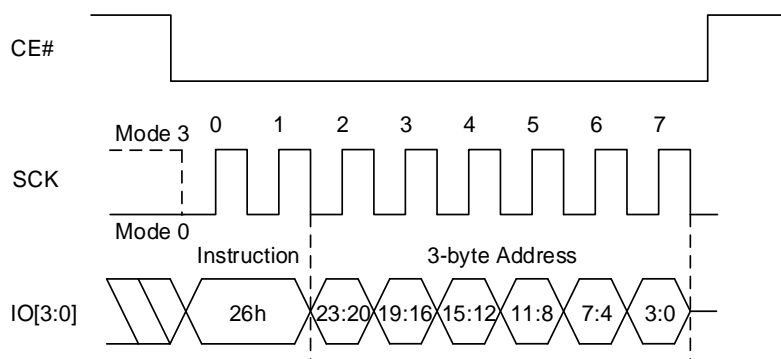 CE#
Mode 3 0 1 2 3 4 5 6 7
SCK
Mode 0
Instruction 3-byte Address
IO[3:0] 26h 23:20 19:16 15:12 11:8 7:4 3:0